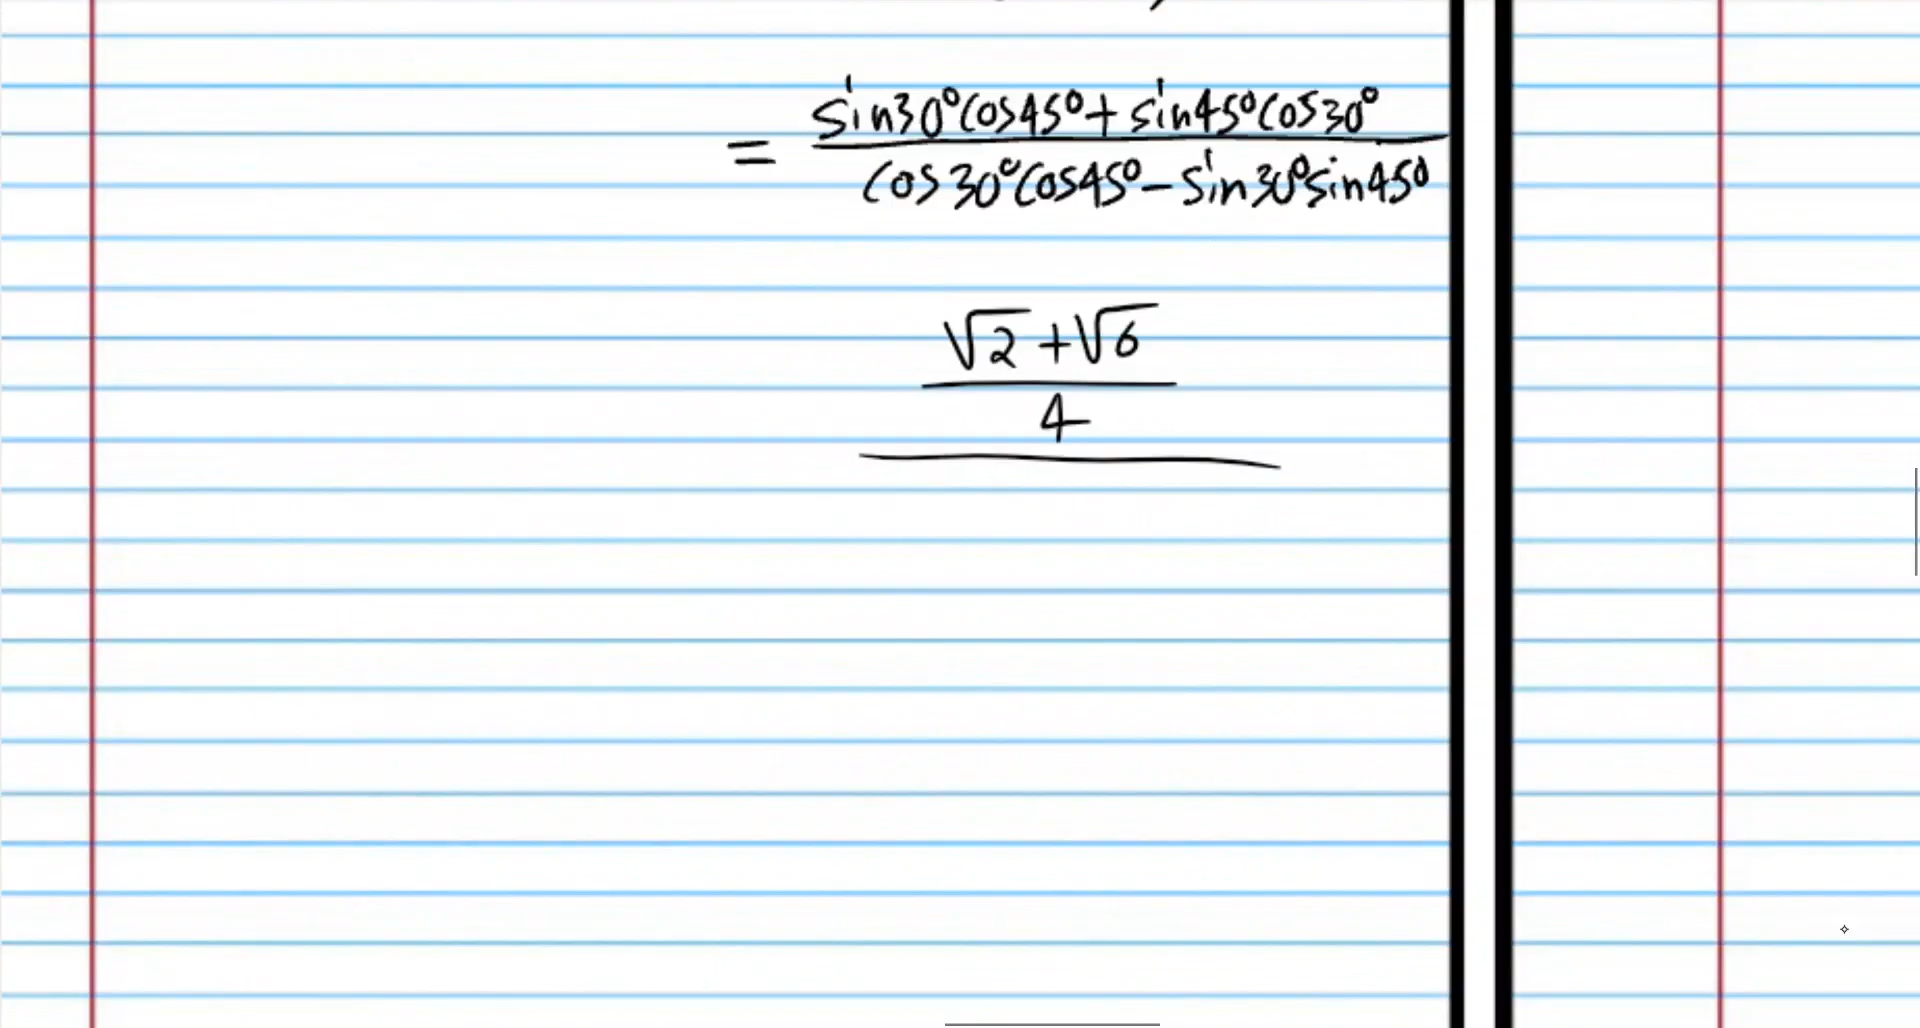 = sin30°cos45° + sin45°cos30°
cos30°cos45° − sin30°sin45°
√2 + √6
4